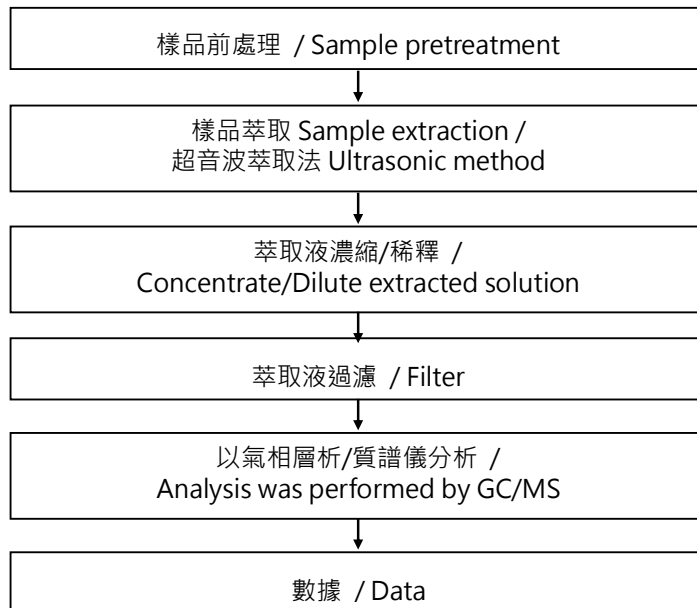 樣品前處理 / Sample pretreatment
樣品萃取 Sample extraction /
超音波萃取法 Ultrasonic method
萃取液濃縮/稀釋 /
Concentrate/Dilute extracted solution
萃取液過濾 / Filter
以氣相層析/質譜儀分析 /
Analysis was performed by GC/MS
數據 / Data